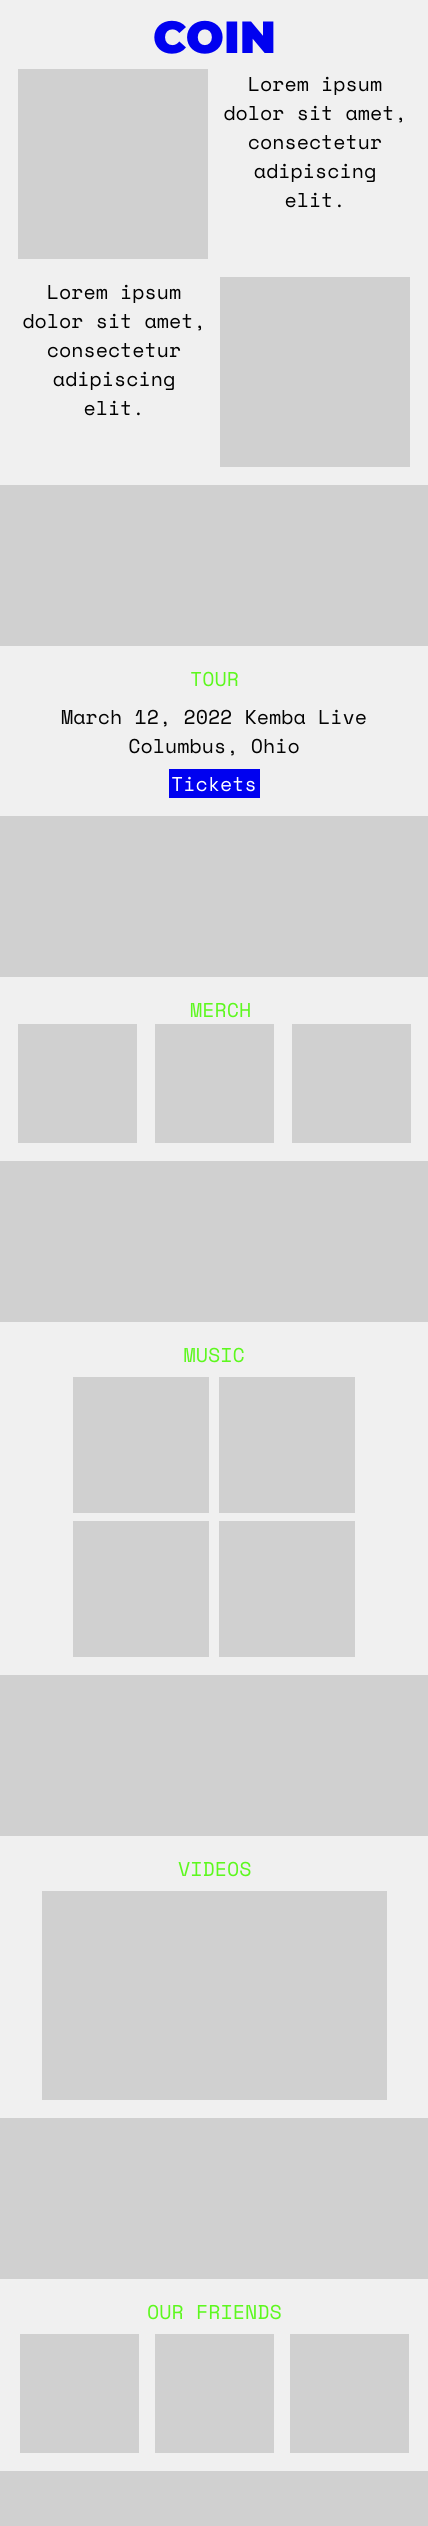 COIN
Lorem ipsum
dolor sit amet,
consectetur
adipiscing
elit.
Lorem ipsum
dolor sit amet,
consectetur
adipiscing
elit.
TOUR
March 12, 2022 Kemba Live
Columbus, Ohio
Tickets
MERCH
MUSIC
VIDEOS
OUR FRIENDS